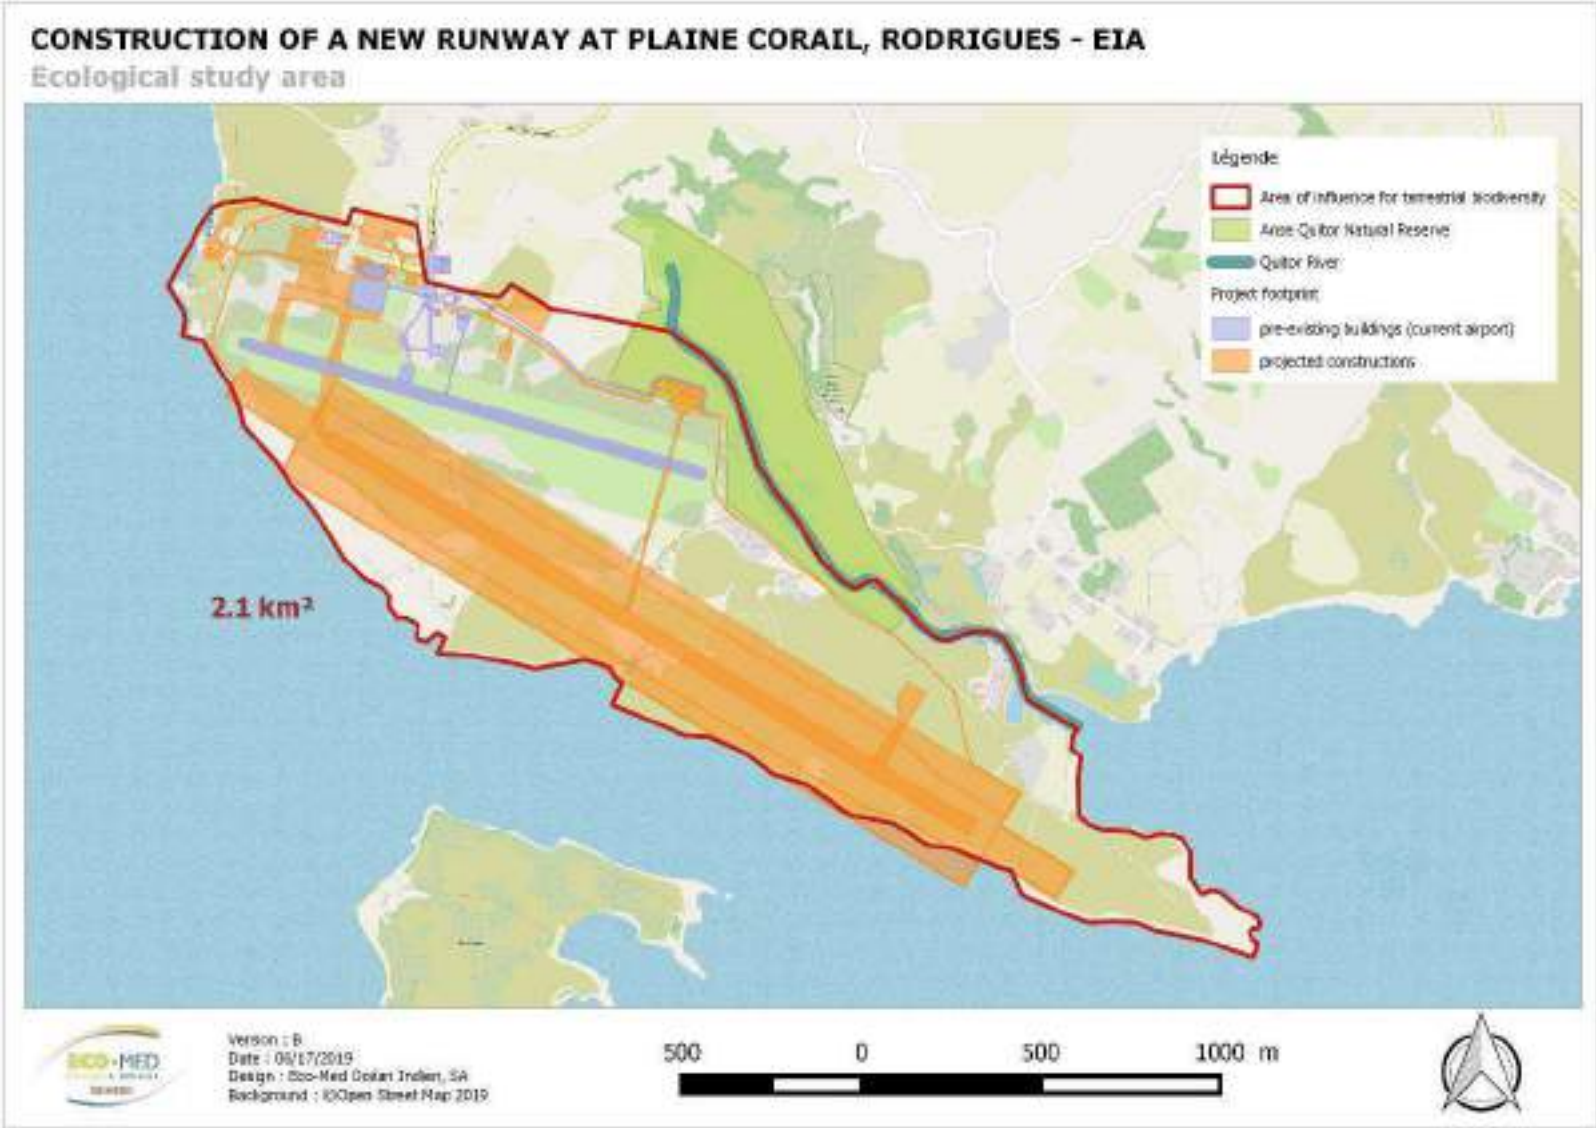 CONSTRUCTION OF A NEW RUNWAY AT PLAINE CORAIL, RODRIGUES - EIA
Ecological study area
Légende
Area of influence for terrestrial biodiversity
Anse Quitor Natural Reserve
Quitor River
Project footprint
pre-existing buildings (current airport)
projected constructions
2.1 km²
ECO-MED
Version : B
Date : 06/17/2019
Design : Eco-Med Océan Indien, SA
Background : ©Open Street Map 2019
500 0 500 1000 m